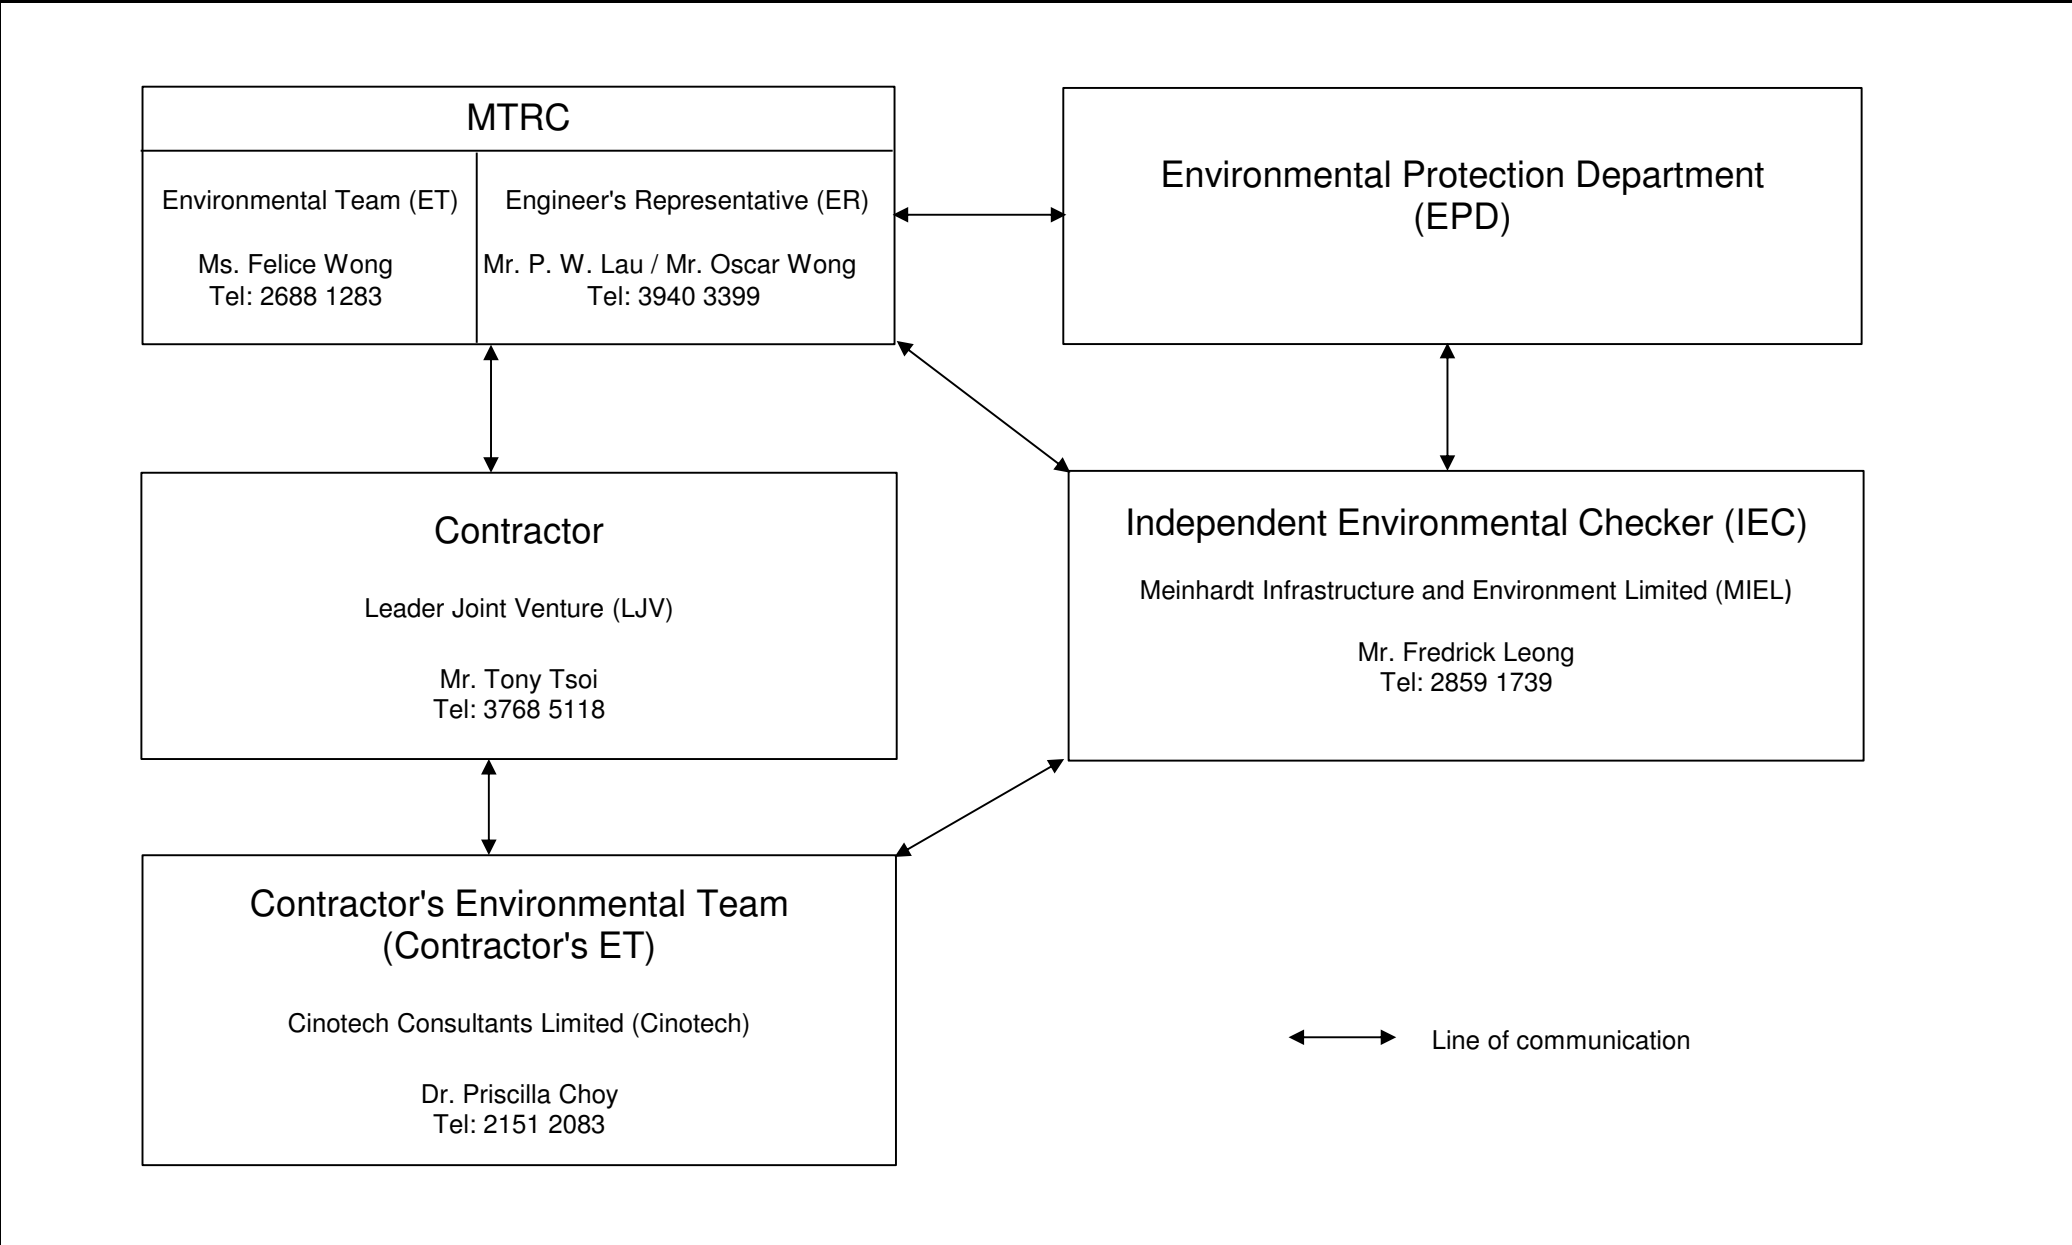 MTRC
Environmental Team (ET)
Ms. Felice Wong
Tel: 2688 1283
Engineer's Representative (ER)
Mr. P. W. Lau / Mr. Oscar Wong
Tel: 3940 3399
Environmental Protection Department
(EPD)
Contractor
Leader Joint Venture (LJV)
Mr. Tony Tsoi
Tel: 3768 5118
Independent Environmental Checker (IEC)
Meinhardt Infrastructure and Environment Limited (MIEL)
Mr. Fredrick Leong
Tel: 2859 1739
Contractor's Environmental Team
(Contractor's ET)
Cinotech Consultants Limited (Cinotech)
Dr. Priscilla Choy
Tel: 2151 2083
Line of communication